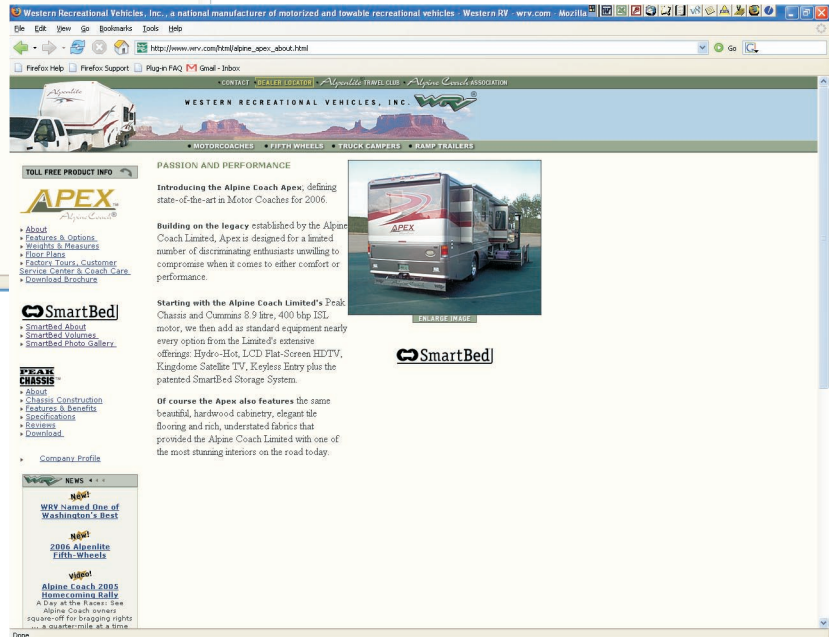 Western Recreational Vehicles, Inc., a national manufacturer of motorized and towable recreational vehicles - Western RV - wrv.com - Mozilla
File Edit View Go Bookmarks Tools Help
http://www.wrv.com/html/alpine_apex_about.html
Go
G
Firefox Help Firefox Support Plug-in FAQ Gmail - Inbox
CONTACT DEALER LOCATOR Alpenlite TRAVEL CLUB Alpine Coach ASSOCIATION
Alpenlite
WESTERN RECREATIONAL VEHICLES, INC. WRV®
MOTORCOACHES FIFTH WHEELS TRUCK CAMPERS RAMP TRAILERS
TOLL FREE PRODUCT INFO
APEX™
Alpine Coach®
About
Features & Options
Weights & Measures
Floor Plans
Factory Tours, Customer
Service Center & Coach Care
Download Brochure
SmartBed
SmartBed About
SmartBed Volumes
SmartBed Photo Gallery
PEAK
CHASSIS™
About
Chassis Construction
Features & Benefits
Specifications
Reviews
Download
Company Profile
WRV NEWS
New!
WRV Named One of
Washington's Best
New!
2006 Alpenlite
Fifth-Wheels
Video!
Alpine Coach 2005
Homecoming Rally
A Day at the Races: See
Alpine Coach owners
square-off for bragging rights
... a quarter-mile at a time
PASSION AND PERFORMANCE
Introducing the Alpine Coach Apex, defining
state-of-the-art in Motor Coaches for 2006.
Building on the legacy established by the Alpine
Coach Limited, Apex is designed for a limited
number of discriminating enthusiasts unwilling to
compromise when it comes to either comfort or
performance.
Starting with the Alpine Coach Limited's Peak
Chassis and Cummins 8.9 litre, 400 bhp ISL
motor, we then add as standard equipment nearly
every option from the Limited's extensive
offerings: Hydro-Hot, LCD Flat-Screen HDTV,
Kingdome Satellite TV, Keyless Entry plus the
patented SmartBed Storage System.
Of course the Apex also features the same
beautiful, hardwood cabinetry, elegant tile
flooring and rich, understated fabrics that
provided the Alpine Coach Limited with one of
the most stunning interiors on the road today.
APEX
ENLARGE IMAGE
SmartBed
Done